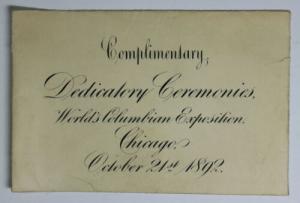 Complimentary,
Dedicatory Ceremonies,
World's Columbian Exposition.
Chicago.
October 21st 1892.